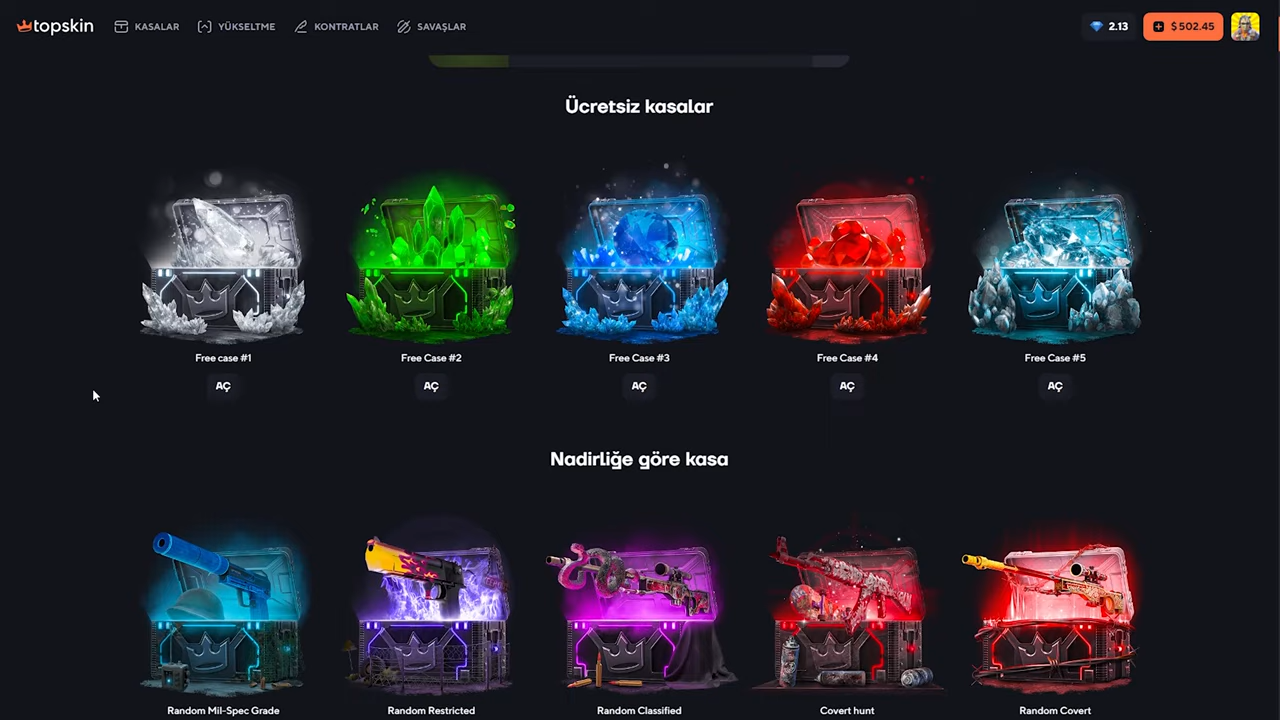 topskin KASALAR YÜKSELTME KONTRATLAR SAVAŞLAR 2.13 $502.45
Ücretsiz kasalar
Free case #1 Free Case #2 Free Case #3 Free Case #4 Free Case #5
AÇ AÇ AÇ AÇ AÇ
Nadirliğe göre kasa
Random Mil-Spec Grade Random Restricted Random Classified Covert hunt Random Covert